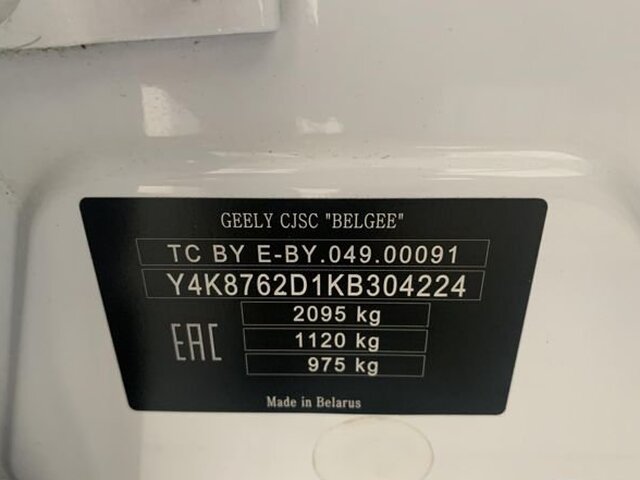 GEELY CJSC "BELGEE"
TC BY E-BY.049.00091
Y4K8762D1KB304224
2095 kg
EAC 1120 kg
975 kg
Made in Belarus